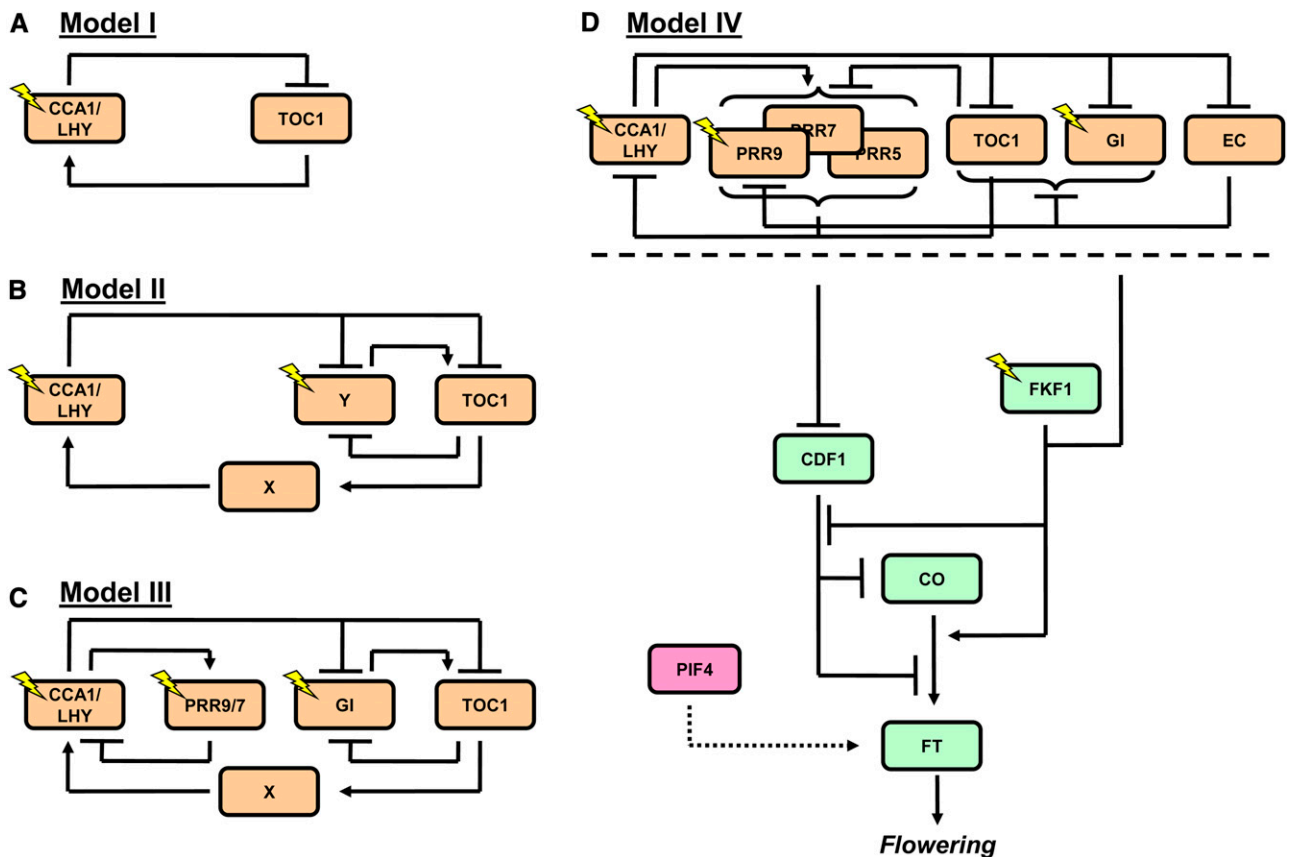 A Model I
CCA1/
LHY
TOC1
B Model II
CCA1/
LHY
Y
TOC1
X
C Model III
CCA1/
LHY
PRR9/7
GI
TOC1
X
D Model IV
CCA1/
LHY
PRR9
PRR7
PRR5
TOC1
GI
EC
FKF1
CDF1
CO
PIF4
FT
Flowering